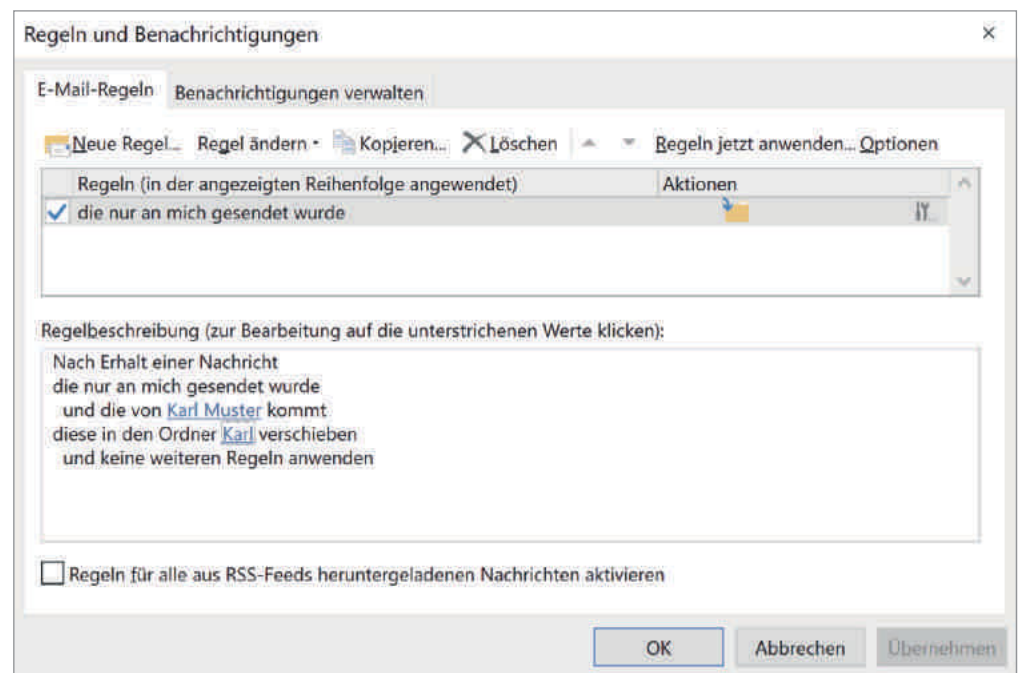 Regeln und Benachrichtigungen
E-Mail-Regeln Benachrichtigungen verwalten
Neue Regel... Regel ändern Kopieren... Löschen Regeln jetzt anwenden... Optionen
Regeln (in der angezeigten Reihenfolge angewendet) Aktionen
die nur an mich gesendet wurde
Regelbeschreibung (zur Bearbeitung auf die unterstrichenen Werte klicken):
Nach Erhalt einer Nachricht
die nur an mich gesendet wurde
und die von Karl Muster kommt
diese in den Ordner Karl verschieben
und keine weiteren Regeln anwenden
Regeln für alle aus RSS-Feeds heruntergeladenen Nachrichten aktivieren
OK Abbrechen Übernehmen